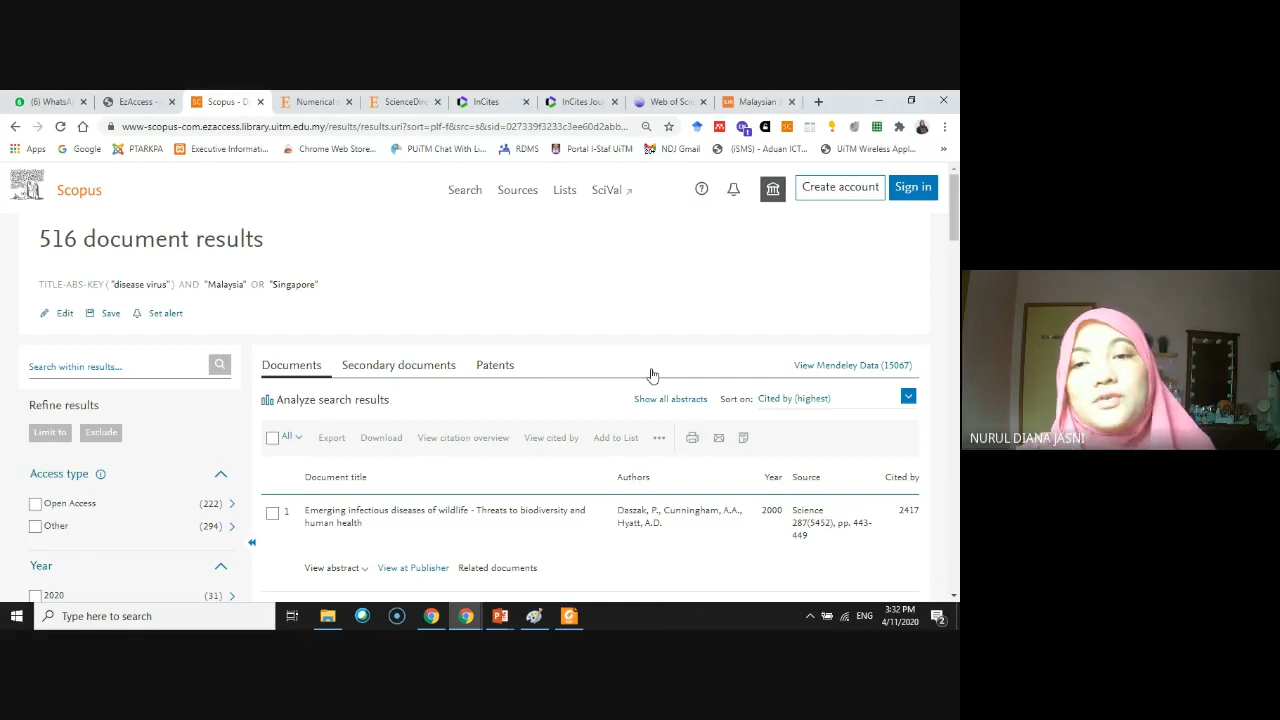 (6) WhatsA
EzAccess -
Scopus - D
Numerical
ScienceDire
InCites
InCites Jou
Web of Scie
Malaysian J
www-scopus-com.ezaccess.library.uitm.edu.my/results/results.uri?sort=plf-f&src=s&sid=027339f3233c3ee60d2abb...
Apps
Google
PTARKPA
Executive Informati...
Chrome Web Store...
PUiTM Chat With Li...
RDMS
Portal I-Staf UiTM
NDJ Gmail
(iSMS) - Aduan ICT...
UiTM Wireless Appl...
Scopus
Search
Sources
Lists
SciVal
Create account
Sign in
516 document results
TITLE-ABS-KEY ( "disease virus" ) AND "Malaysia" OR "Singapore"
Edit
Save
Set alert
Search within results...
Refine results
Limit to
Exclude
Access type
Open Access (222)
Other (294)
Year
2020 (31)
Documents
Secondary documents
Patents
View Mendeley Data (15067)
Analyze search results
Show all abstracts
Sort on: Cited by (highest)
All
Export
Download
View citation overview
View cited by
Add to List
Document title
Authors
Year
Source
Cited by
1
Emerging infectious diseases of wildlife - Threats to biodiversity and
human health
Daszak, P., Cunningham, A.A.,
Hyatt, A.D.
2000
Science
287(5452), pp. 443-
449
2417
View abstract
View at Publisher
Related documents
NURUL DIANA JASNI
Type here to search
ENG
3:32 PM
4/11/2020
2